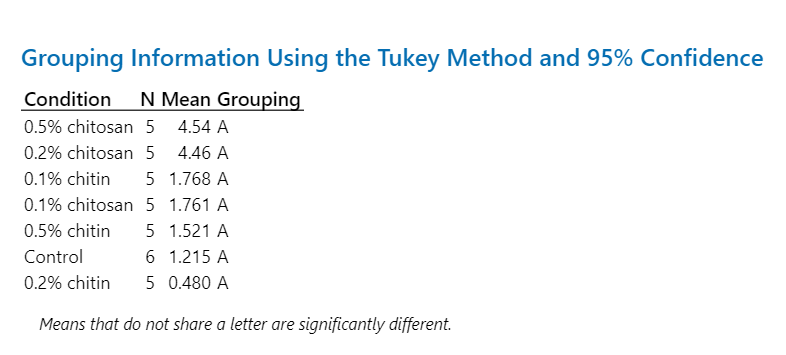 Grouping Information Using the Tukey Method and 95% Confidence
Condition N Mean Grouping
0.5% chitosan 5 4.54 A
0.2% chitosan 5 4.46 A
0.1% chitin 5 1.768 A
0.1% chitosan 5 1.761 A
0.5% chitin 5 1.521 A
Control 6 1.215 A
0.2% chitin 5 0.480 A
Means that do not share a letter are significantly different.